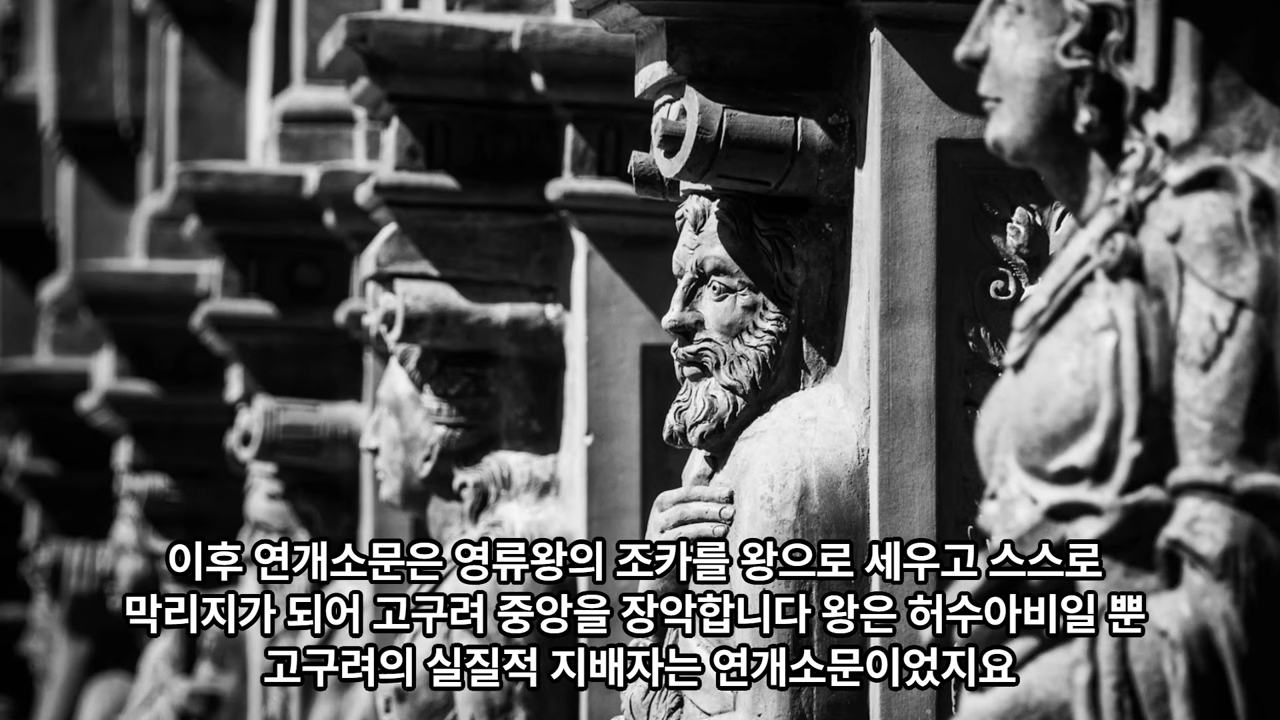 이후 연개소문은 영류왕의 조카를 왕으로 세우고 스스로
막리지가 되어 고구려 중앙을 장악합니다 왕은 허수아비일 뿐
고구려의 실질적 지배자는 연개소문이었지요